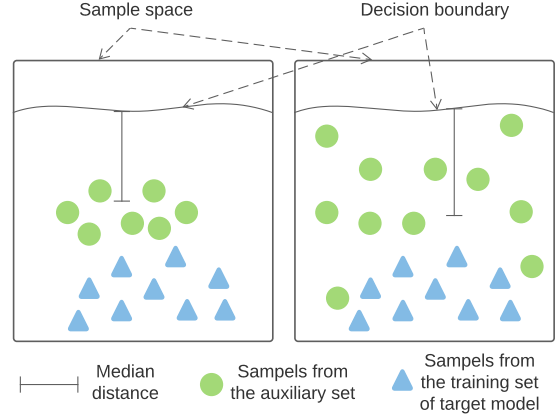 Sample space
Decision boundary
Median
distance
Sampels from
the auxiliary set
Sampels from
the training set
of target model